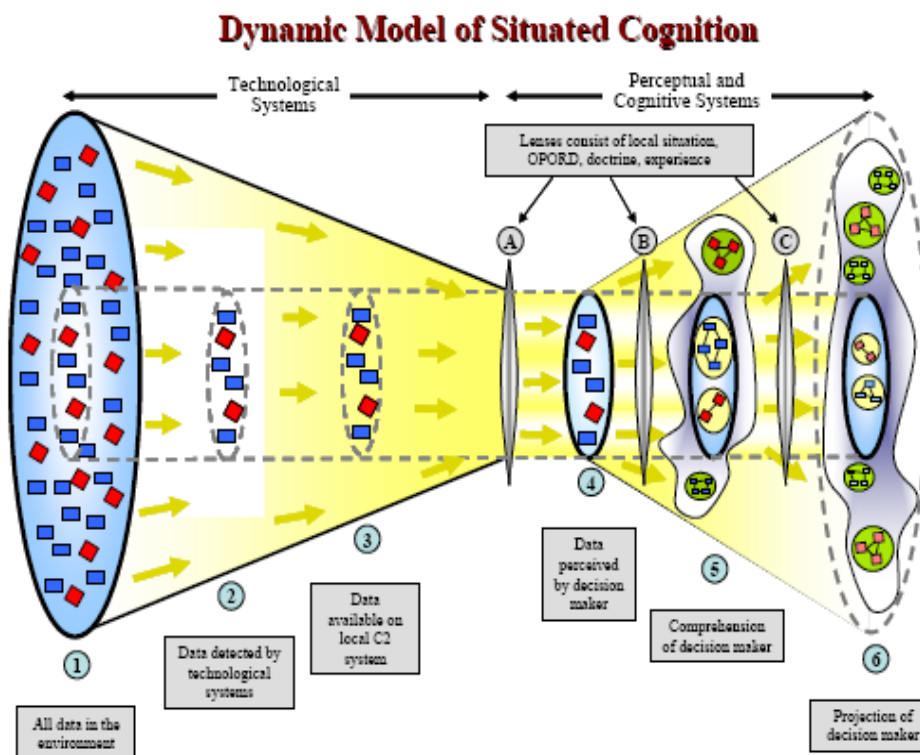 Dynamic Model of Situated Cognition
Technological
Systems
Perceptual and
Cognitive Systems
Lenses consist of local situation,
OPORD, doctrine, experience
A
B
C
1
All data in the
environment
2
Data detected by
technological
systems
3
Data
available on
local C2
system
4
Data
perceived
by decision
maker
5
Comprehension
of decision maker
6
Projection of
decision maker